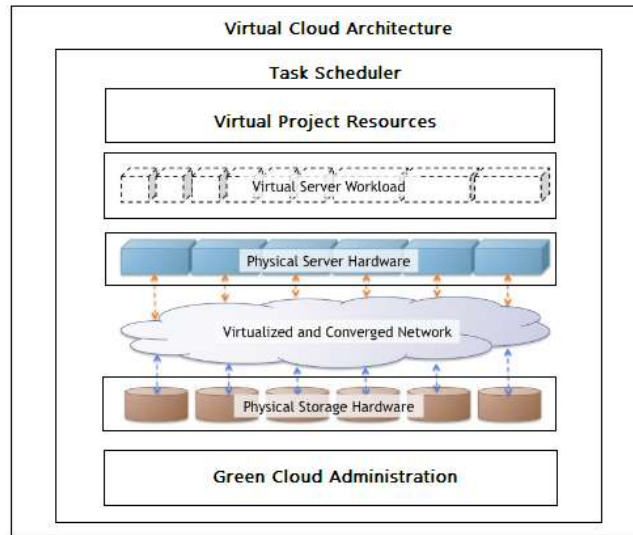 Virtual Cloud Architecture
Task Scheduler
Virtual Project Resources
Virtual Server Workload
Physical Server Hardware
Virtualized and Converged Network
Physical Storage Hardware
Green Cloud Administration